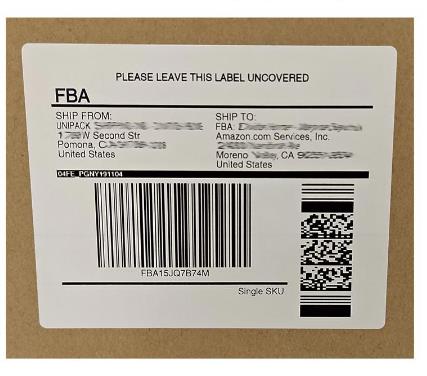 PLEASE LEAVE THIS LABEL UNCOVERED
FBA
SHIP FROM:
UNIPACK
W Second Str
Pomona,
United States
SHIP TO:
FBA:
Amazon.com Services, Inc.
Moreno CA
United States
04FE_PGNY191104
FBA15JQ7B74M
Single SKU